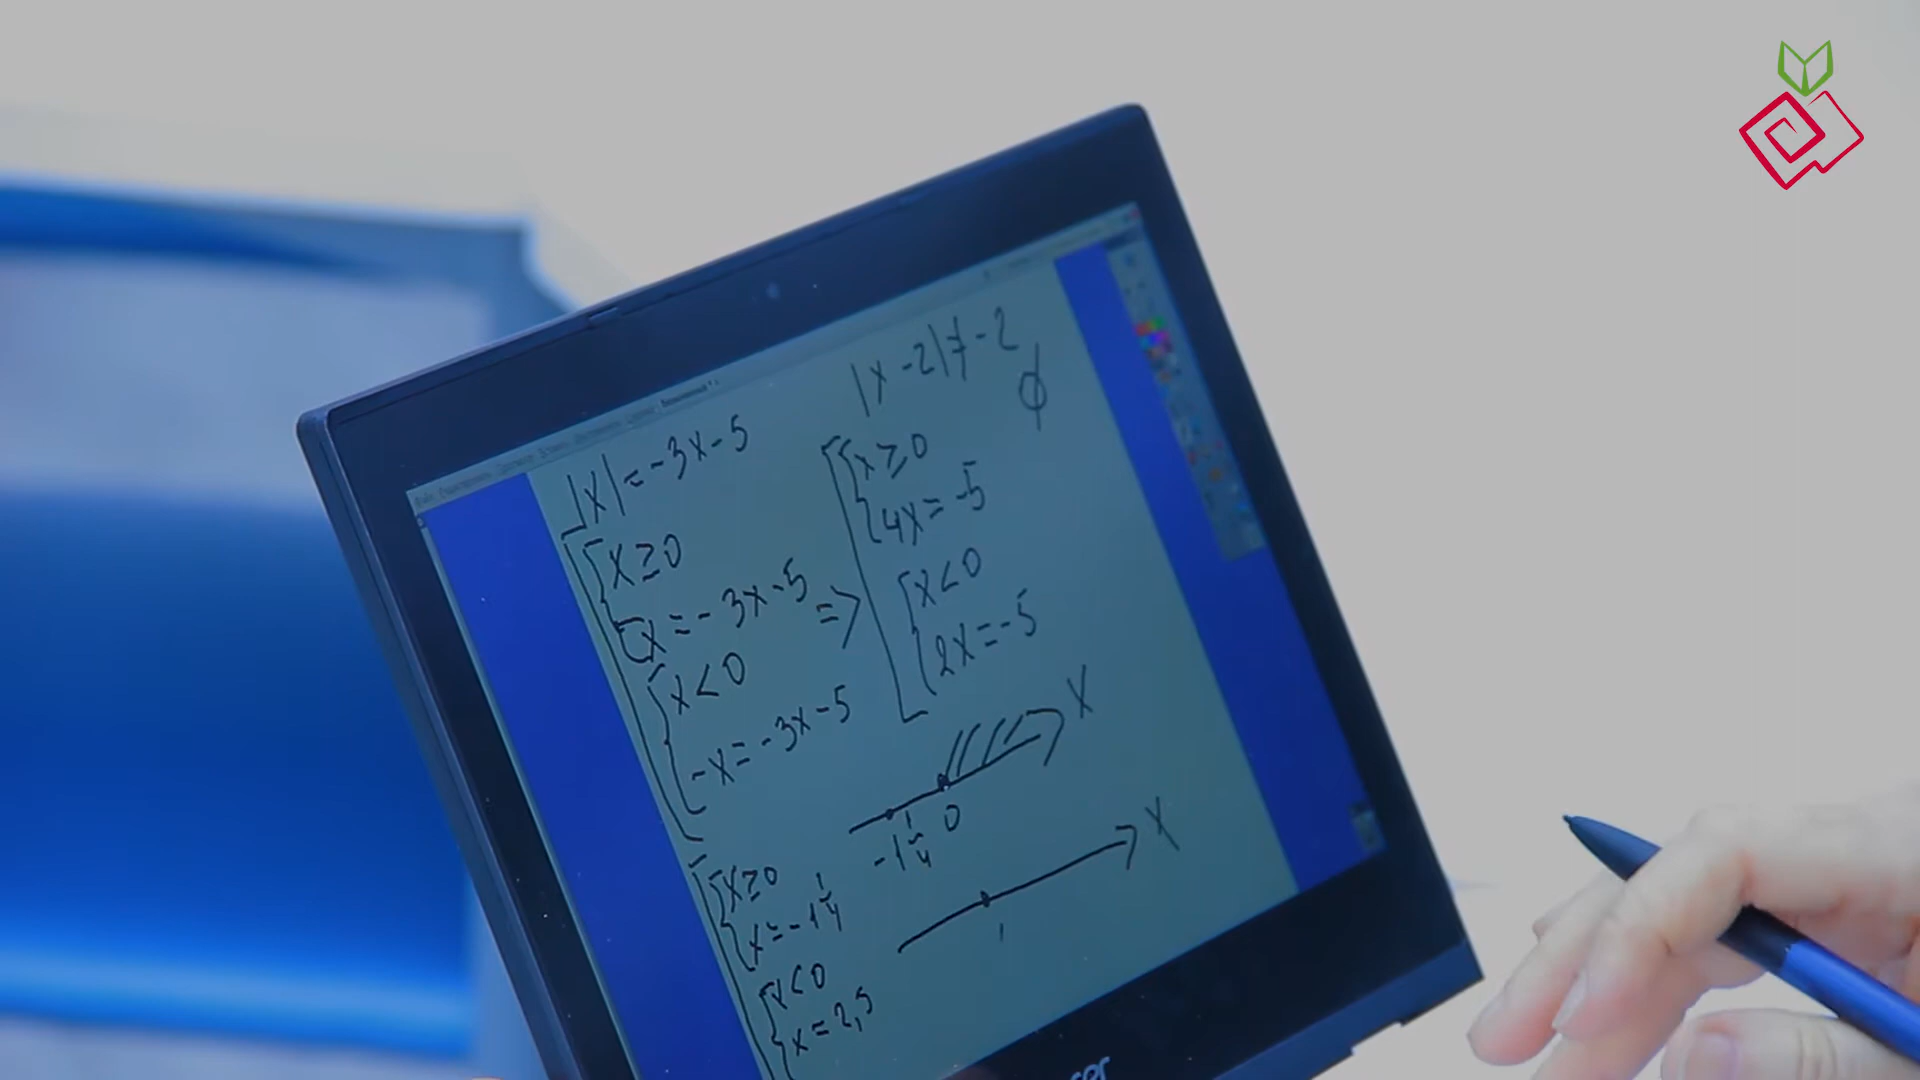 |x| = -3x-5
|x-2| ≠ -2
∅
x ≥ 0
x = -3x-5
x < 0
-x = -3x-5
=>
x ≥ 0
4x = -5
x < 0
2x = -5
x
-1 1/4 0
x
x ≥ 0
x = -1 1/4
x < 0
x = 2,5